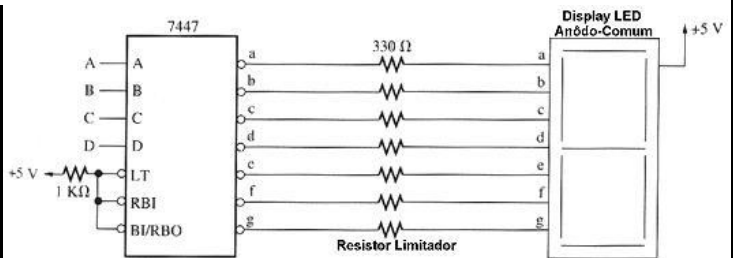 7447
Display LED
Anôdo-Comum
+5 V
330 Ω
A A a a
B B b b
C C c c
D D d d
+5 V LT e e
1 KΩ
RBI f f
BI/RBO g g
Resistor Limitador